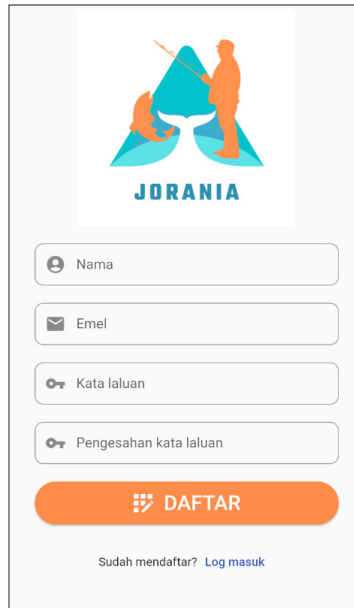 JORANIA
Nama
Emel
Kata laluan
Pengesahan kata laluan
DAFTAR
Sudah mendaftar? Log masuk